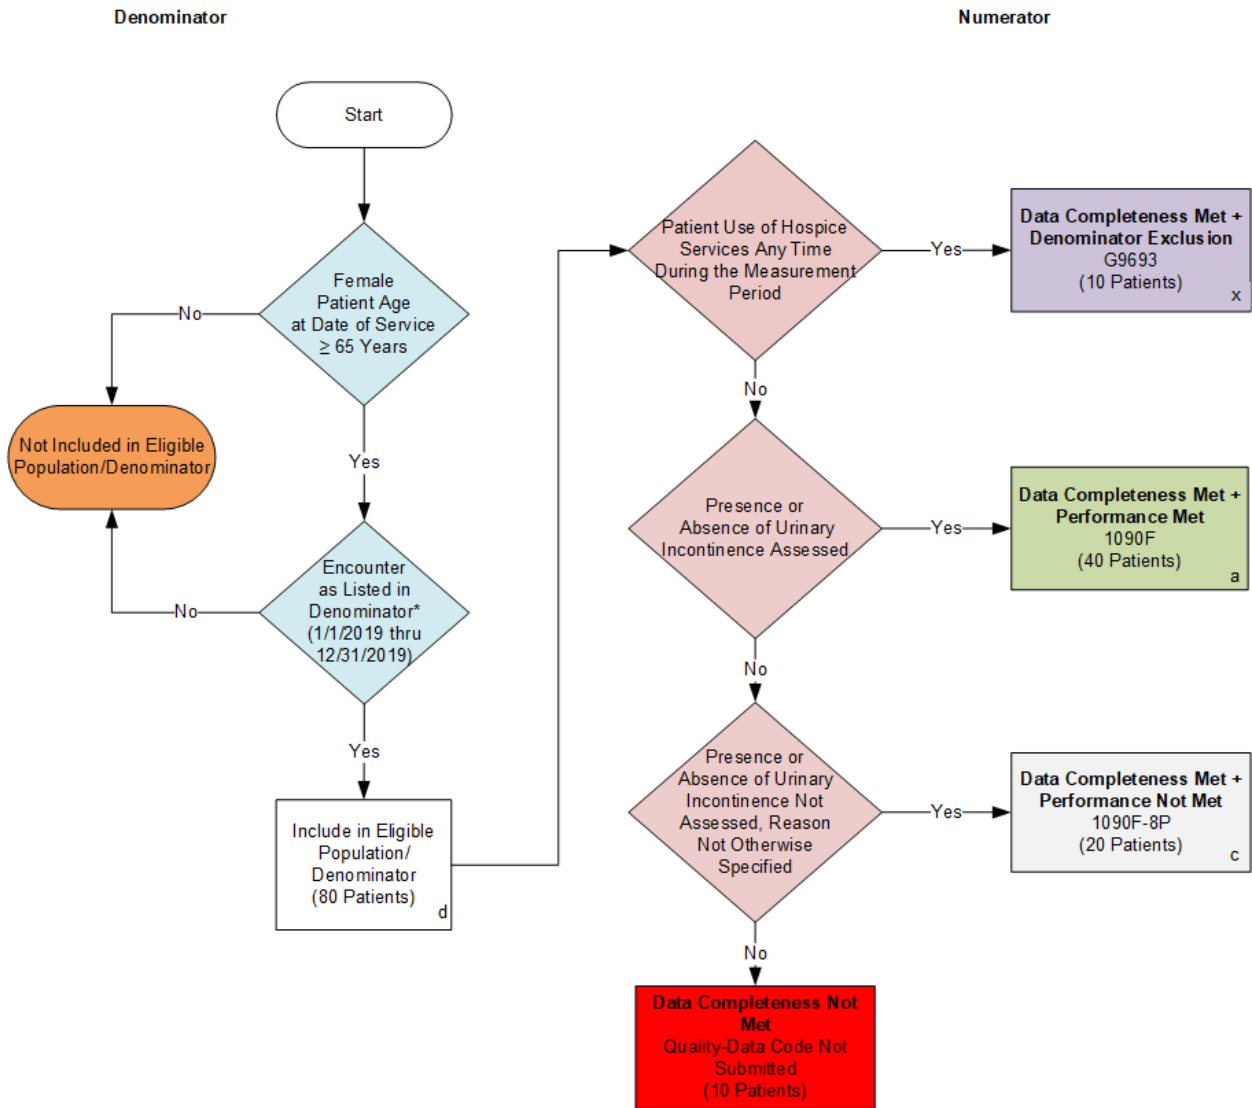 Denominator
Numerator
Start
Female
Patient Age
at Date of Service
≥ 65 Years
No
Not Included in Eligible
Population/Denominator
Yes
Encounter
as Listed in
Denominator*
(1/1/2019 thru
12/31/2019)
No
Yes
Include in Eligible
Population/
Denominator
(80 Patients)
d
Patient Use of Hospice
Services Any Time
During the Measurement
Period
Yes
Data Completeness Met +
Denominator Exclusion
G9693
(10 Patients)
x
No
Presence or
Absence of Urinary
Incontinence Assessed
Yes
Data Completeness Met +
Performance Met
1090F
(40 Patients)
a
No
Presence or
Absence of Urinary
Incontinence Not
Assessed, Reason
Not Otherwise
Specified
Yes
Data Completeness Met +
Performance Not Met
1090F-8P
(20 Patients)
c
No
Data Completeness Not
Met
Quality-Data Code Not
Submitted
(10 Patients)